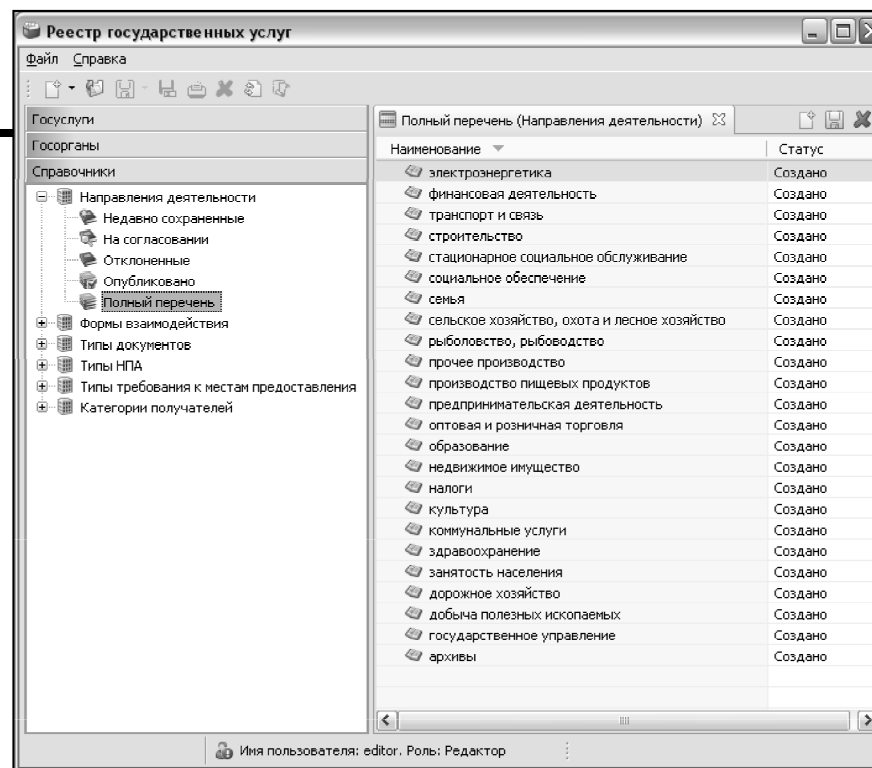 Реестр государственных услуг
Файл Справка
Госуслуги
Госорганы
Справочники
Направления деятельности
Недавно сохраненные
На согласовании
Отклоненные
Опубликовано
Полный перечень
Формы взаимодействия
Типы документов
Типы НПА
Типы требования к местам предоставления
Категории получателей
Полный перечень (Направления деятельности)
Наименование Статус
электроэнергетика Создано
финансовая деятельность Создано
транспорт и связь Создано
строительство Создано
стационарное социальное обслуживание Создано
социальное обеспечение Создано
семья Создано
сельское хозяйство, охота и лесное хозяйство Создано
рыболовство, рыбоводство Создано
прочее производство Создано
производство пищевых продуктов Создано
предпринимательская деятельность Создано
оптовая и розничная торговля Создано
образование Создано
недвижимое имущество Создано
налоги Создано
культура Создано
коммунальные услуги Создано
здравоохранение Создано
занятость населения Создано
дорожное хозяйство Создано
добыча полезных ископаемых Создано
государственное управление Создано
архивы Создано
Имя пользователя: editor. Роль: Редактор